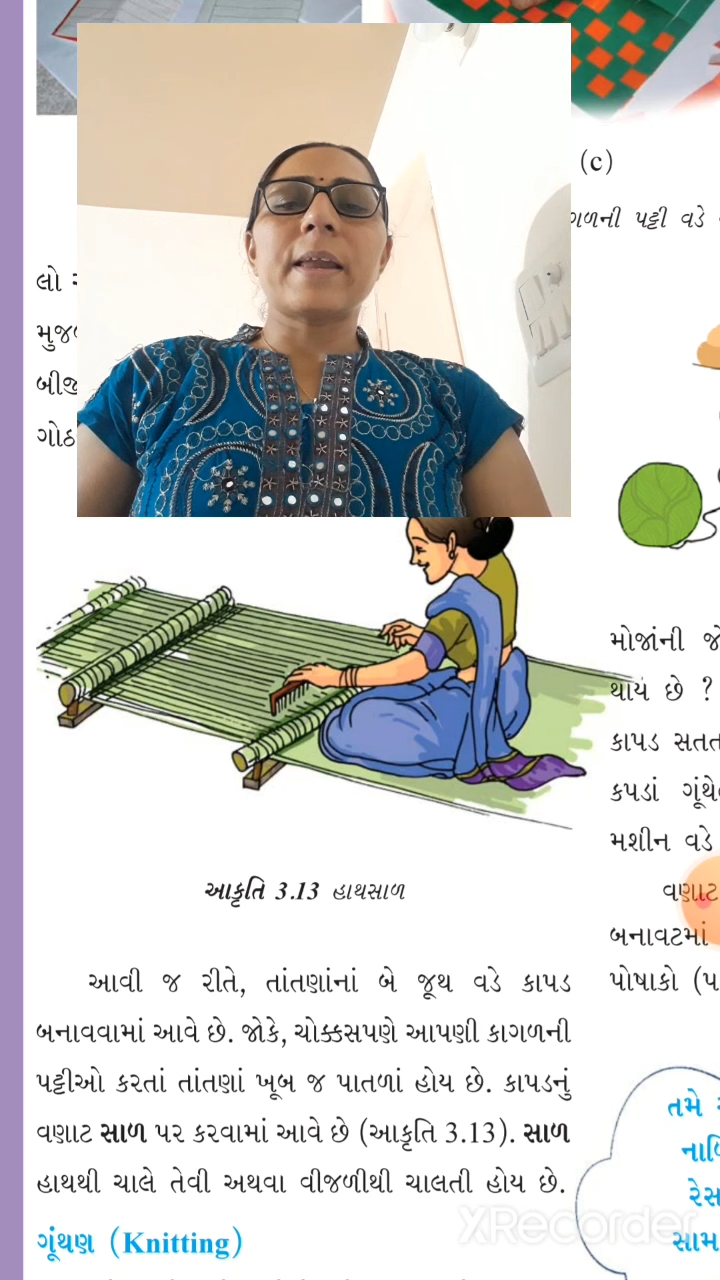 (c)
પટ્ટી વડે
લો
આકૃતિ 3.13 હાથસાળ
આવી જ રીતે, તાંતણાંનાં બે જૂથ વડે કાપડ
બનાવવામાં આવે છે. જોકે, ચોક્કસપણે આપણી કાગળની
પટ્ટીઓ કરતાં તાંતણાં ખૂબ જ પાતળાં હોય છે. કાપડનું
વણાટ સાળ પર કરવામાં આવે છે (આકૃતિ 3.13). સાળ
હાથથી ચાલે તેવી અથવા વીજળીથી ચાલતી હોય છે.
ગૂંથણ (Knitting)
મોજાંની
થાય છે ?
કાપડ સતત
કપડાં
મશીન વડે
વણાટ
બનાવટમાં
પોષાકો
તમે
XRecorder